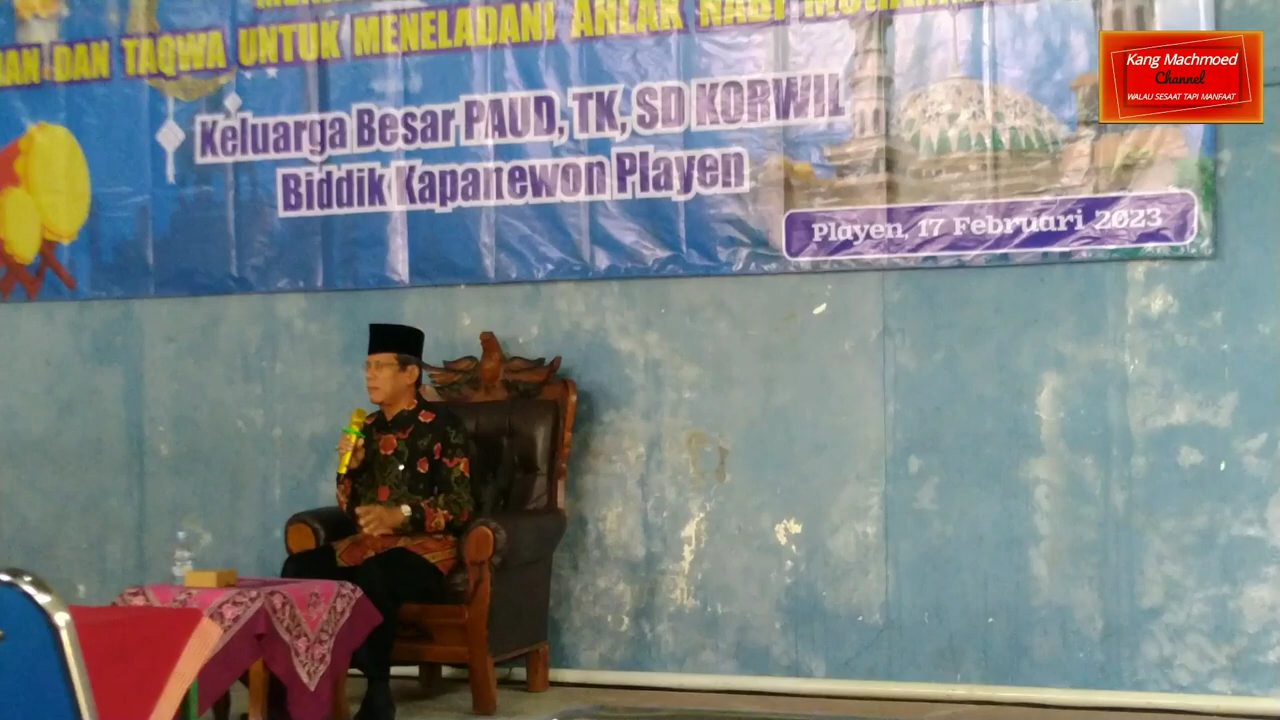 DAN TAQWA UNTUK MENELADANI AHLAK NABI
Keluarga Besar PAUD, TK, SD KORWIL
Biddik Kapanewon Playen
Playen, 17 Februari 2023
Kang Machmoed
Channel
WALAU SESAAT TAPI MANFAAT